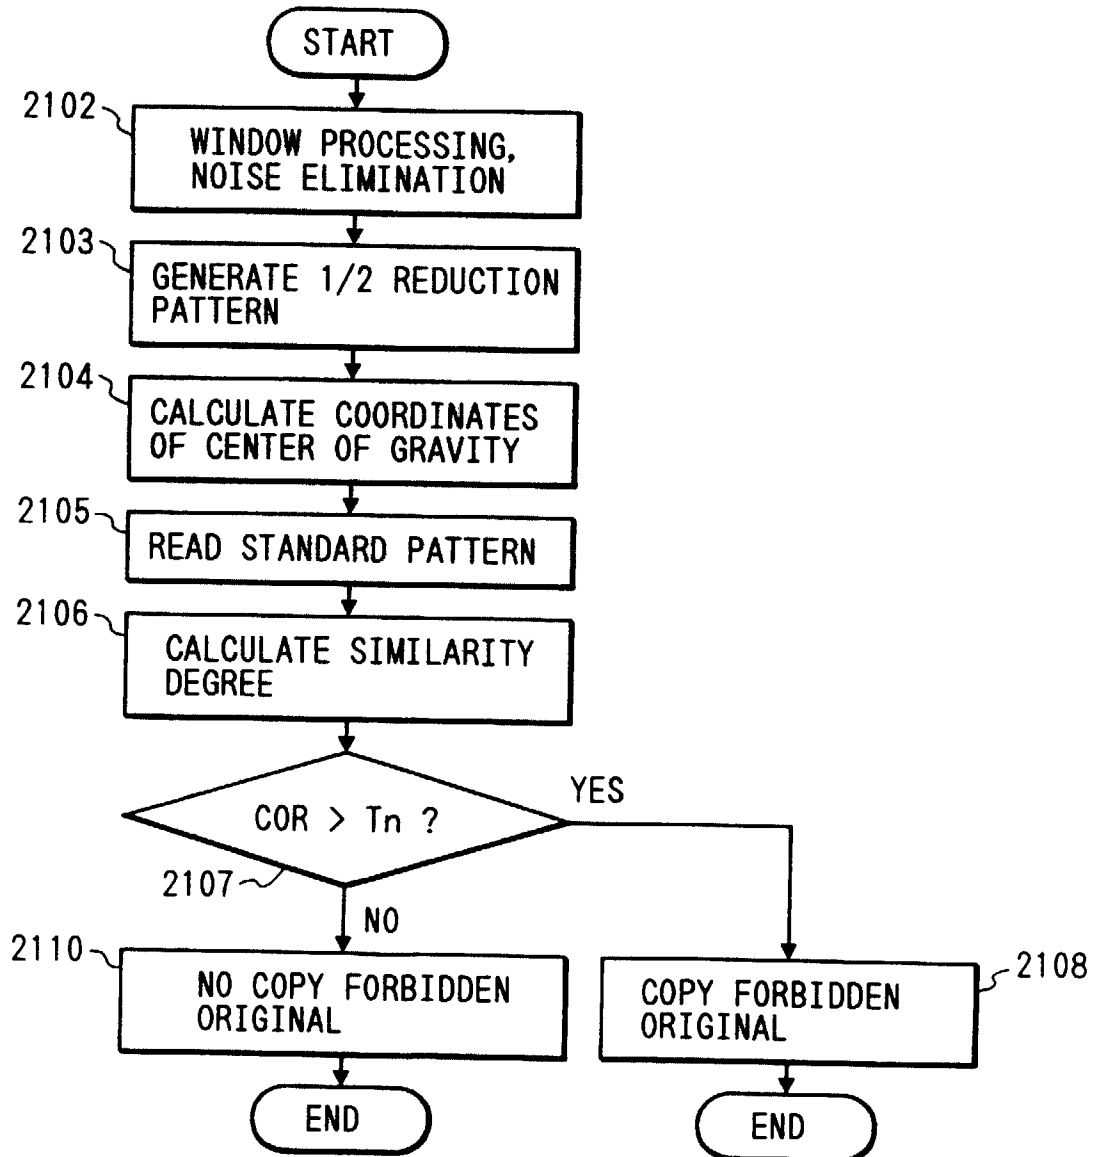 START
2102
WINDOW PROCESSING,
NOISE ELIMINATION
2103
GENERATE 1/2 REDUCTION
PATTERN
2104
CALCULATE COORDINATES
OF CENTER OF GRAVITY
2105
READ STANDARD PATTERN
2106
CALCULATE SIMILARITY
DEGREE
COR > Tn ?
YES
2107
NO
2110
NO COPY FORBIDDEN
ORIGINAL
COPY FORBIDDEN
ORIGINAL
2108
END
END